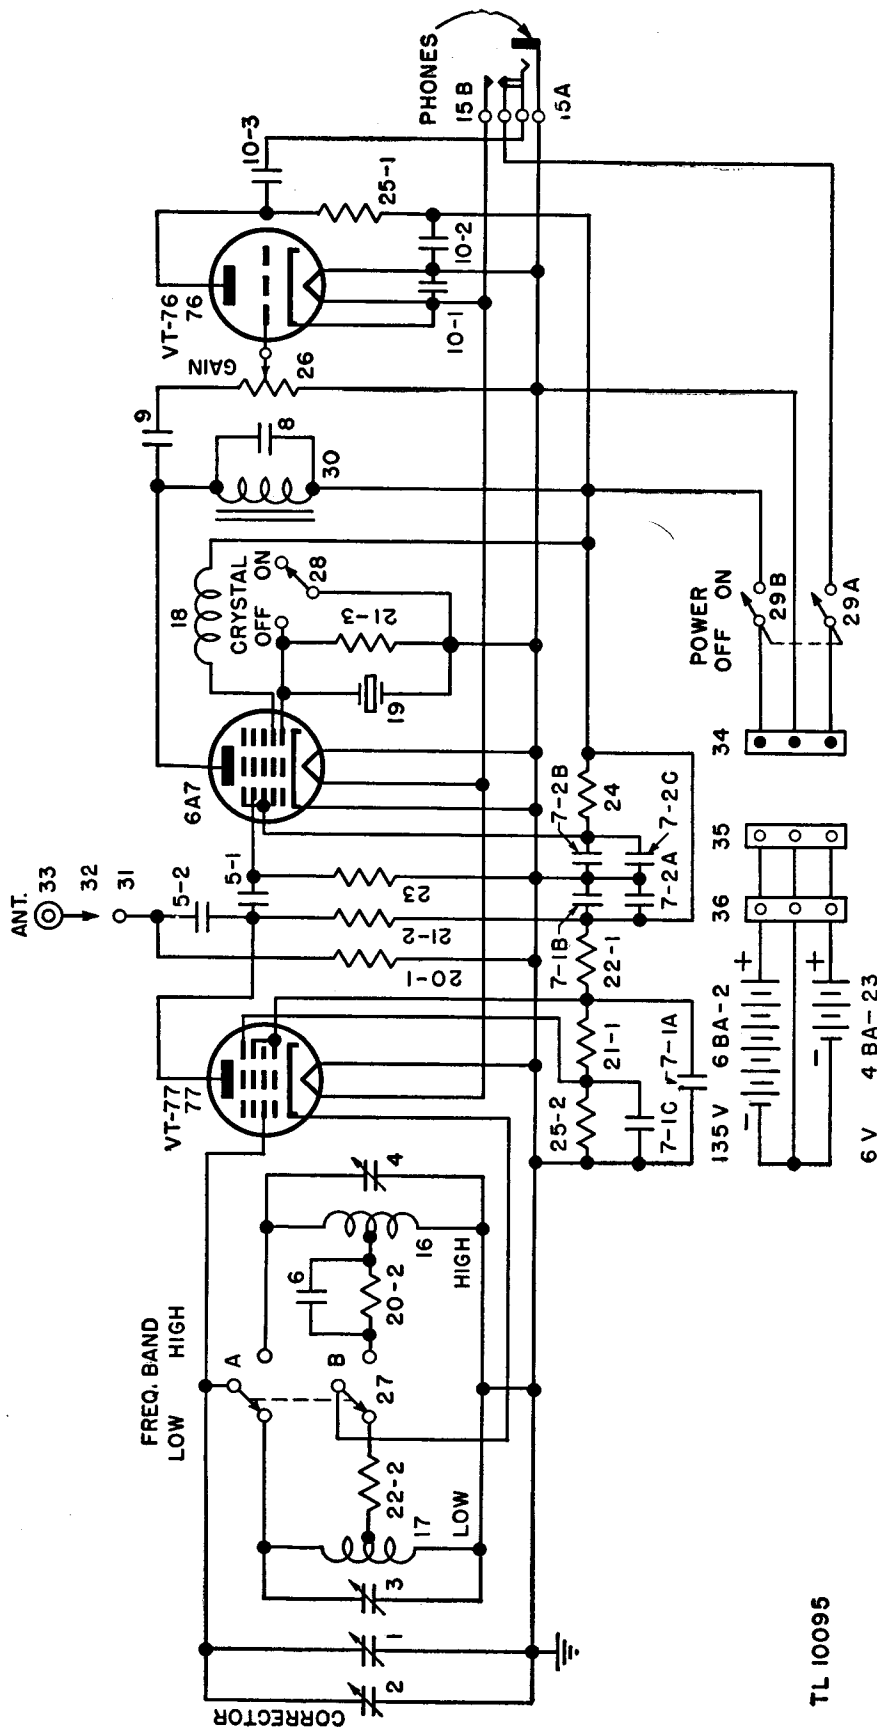 ANT.
33
32
31
5-2
5-1
VT-77
77
6A7
VT-76
76
GAIN
26
9
8
30
18
CRYSTAL
OFF ON
28
21-3
19
10-3
25-1
10-2
10-1
PHONES
15B
15A
FREQ. BAND
LOW HIGH
A
B
27
6
20-2
22-2
16
HIGH
17
LOW
4
3
1
2
CORRECTOR
23
21-2
20-1
7-2B
24
7-2C
7-2A
7-1B
22-1
21-1
7-1A
25-2
7-1C
POWER
OFF ON
29B
29A
34
35
36
135V 6 BA-2
+
-
6V 4 BA-23
+
-
TL 10095